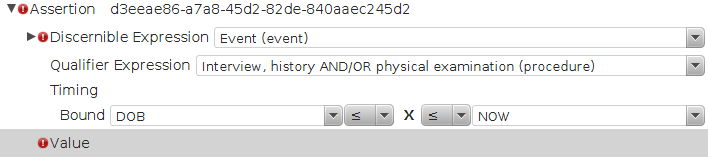 Assertion d3eeae86-a7a8-45d2-82de-840aaec245d2
Discernible Expression Event (event)
Qualifier Expression Interview, history AND/OR physical examination (procedure)
Timing
Bound DOB ≤ X ≤ NOW
Value